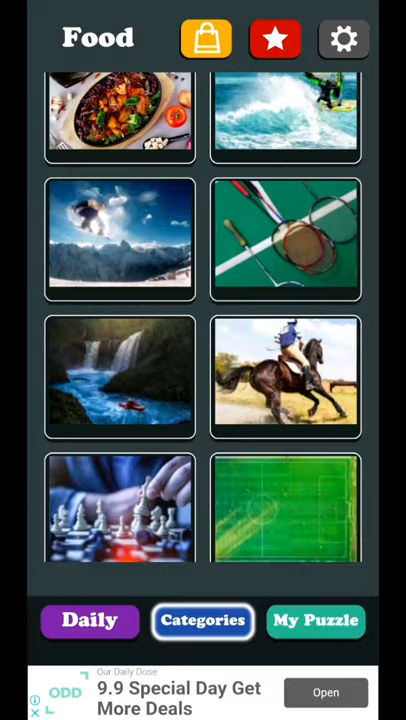 Food
Daily
Categories
My Puzzle
Our Daily Dose
ODD
9.9 Special Day Get
More Deals
Open